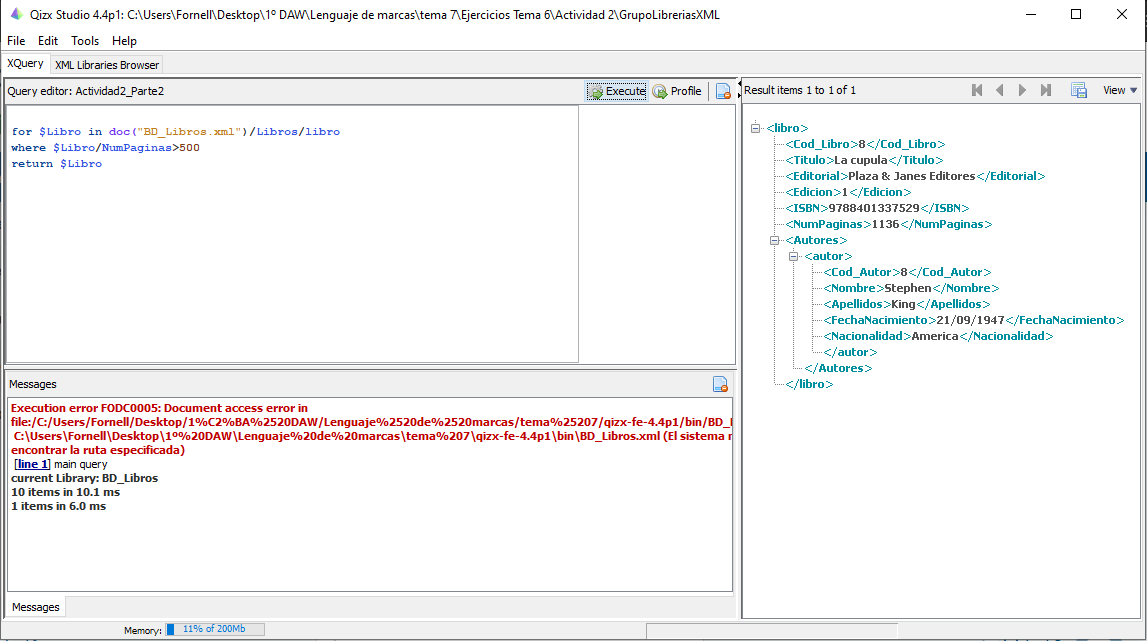 Qizx Studio 4.4p1: C:\Users\Fornell\Desktop\1º DAW\Lenguaje de marcas\tema 7\Ejercicios Tema 6\Actividad 2\GrupoLibreriasXML
File Edit Tools Help
XQuery XML Libraries Browser
Query editor: Actividad2_Parte2 Execute Profile
for $Libro in doc("BD_Libros.xml")/Libros/libro
where $Libro/NumPaginas>500
return $Libro
Messages
Execution error FODC0005: Document access error in
file:/C:/Users/Fornell/Desktop/1%C2%BA%2520DAW/Lenguaje%2520de%2520marcas/tema%25207/qizx-fe-4.4p1/bin/BD_
C:\Users\Fornell\Desktop\1º%20DAW\Lenguaje%20de%20marcas\tema%207\qizx-fe-4.4p1\bin\BD_Libros.xml (El sistema
encontrar la ruta especificada)
[line 1] main query
current Library: BD_Libros
10 items in 10.1 ms
1 items in 6.0 ms
Messages
Memory: 11% of 200Mb
Result items 1 to 1 of 1 View
<libro>
<Cod_Libro>8</Cod_Libro>
<Titulo>La cupula</Titulo>
<Editorial>Plaza & Janes Editores</Editorial>
<Edicion>1</Edicion>
<ISBN>9788401337529</ISBN>
<NumPaginas>1136</NumPaginas>
<Autores>
<autor>
<Cod_Autor>8</Cod_Autor>
<Nombre>Stephen</Nombre>
<Apellidos>King</Apellidos>
<FechaNacimiento>21/09/1947</FechaNacimiento>
<Nacionalidad>America</Nacionalidad>
</autor>
</Autores>
</libro>